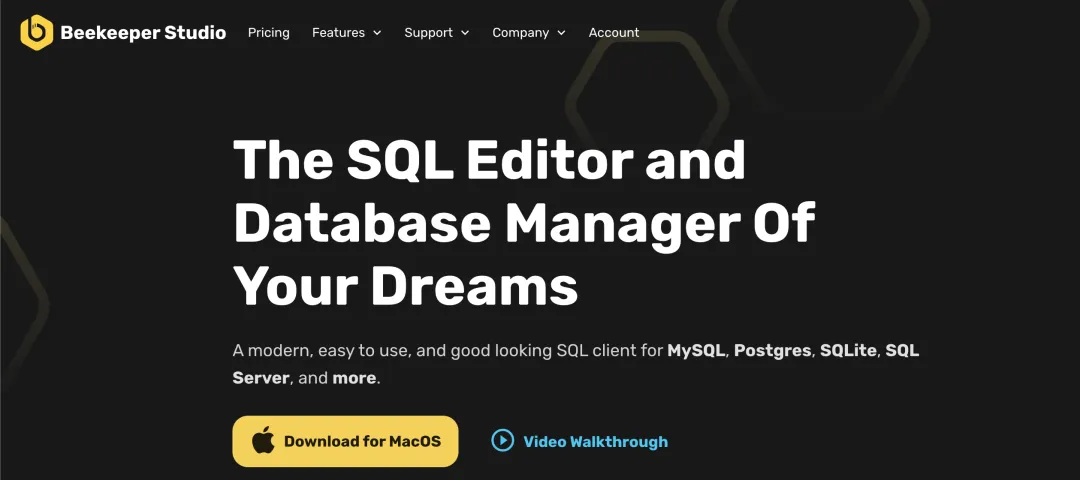 Beekeeper Studio Pricing Features Support Company Account
The SQL Editor and
Database Manager Of
Your Dreams
A modern, easy to use, and good looking SQL client for MySQL, Postgres, SQLite, SQL
Server, and more.
Download for MacOS Video Walkthrough